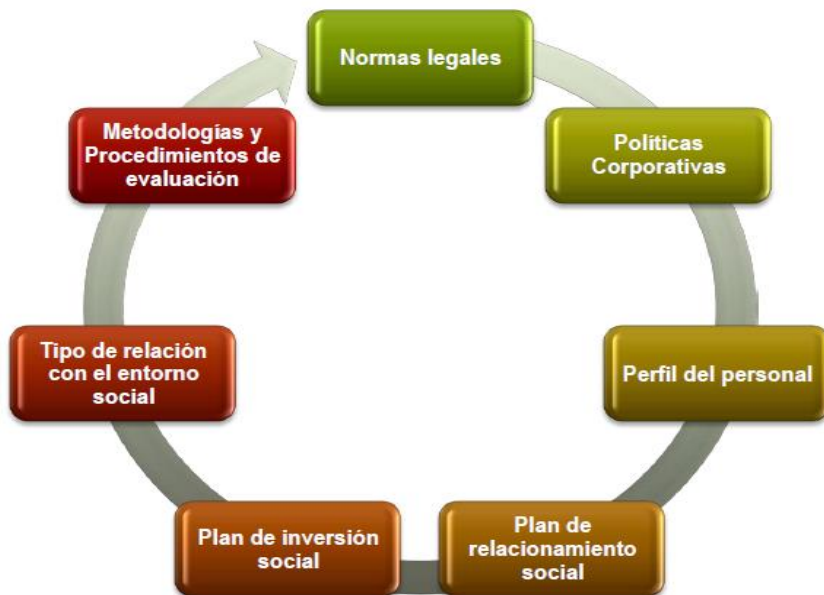 Normas legales
Políticas
Corporativas
Perfil del personal
Plan de
relacionamiento
social
Plan de inversión
social
Tipo de relación
con el entorno
social
Metodologías y
Procedimientos de
evaluación